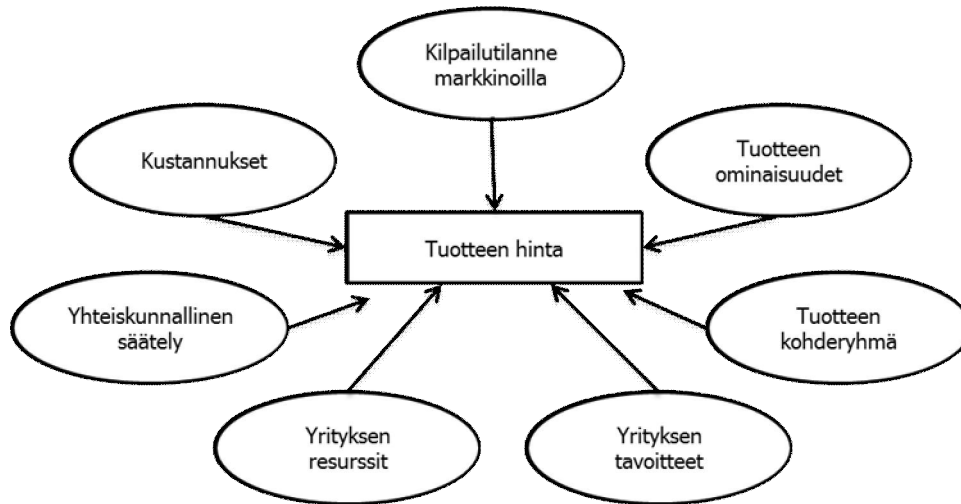 Kilpailutilanne
markkinoilla
Kustannukset
Tuotteen
ominaisuudet
Tuotteen hinta
Yhteiskunnallinen
säätely
Tuotteen
kohderyhmä
Yrityksen
resurssit
Yrityksen
tavoitteet